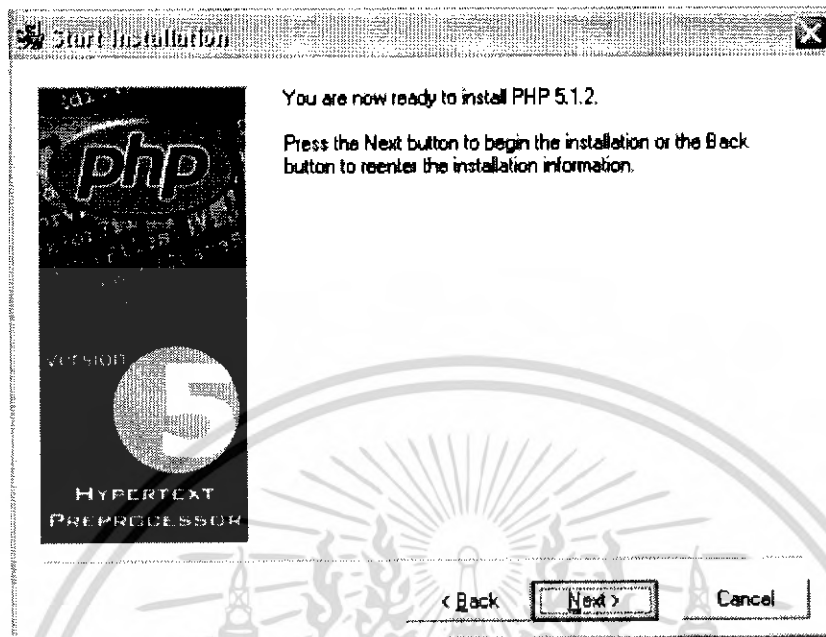 Start Installation
You are now ready to install PHP 5.1.2.
Press the Next button to begin the installation or the Back
button to reenter the installation information.
php
version
5
HYPERTEXT
PREPROCESSOR
< Back
Next >
Cancel